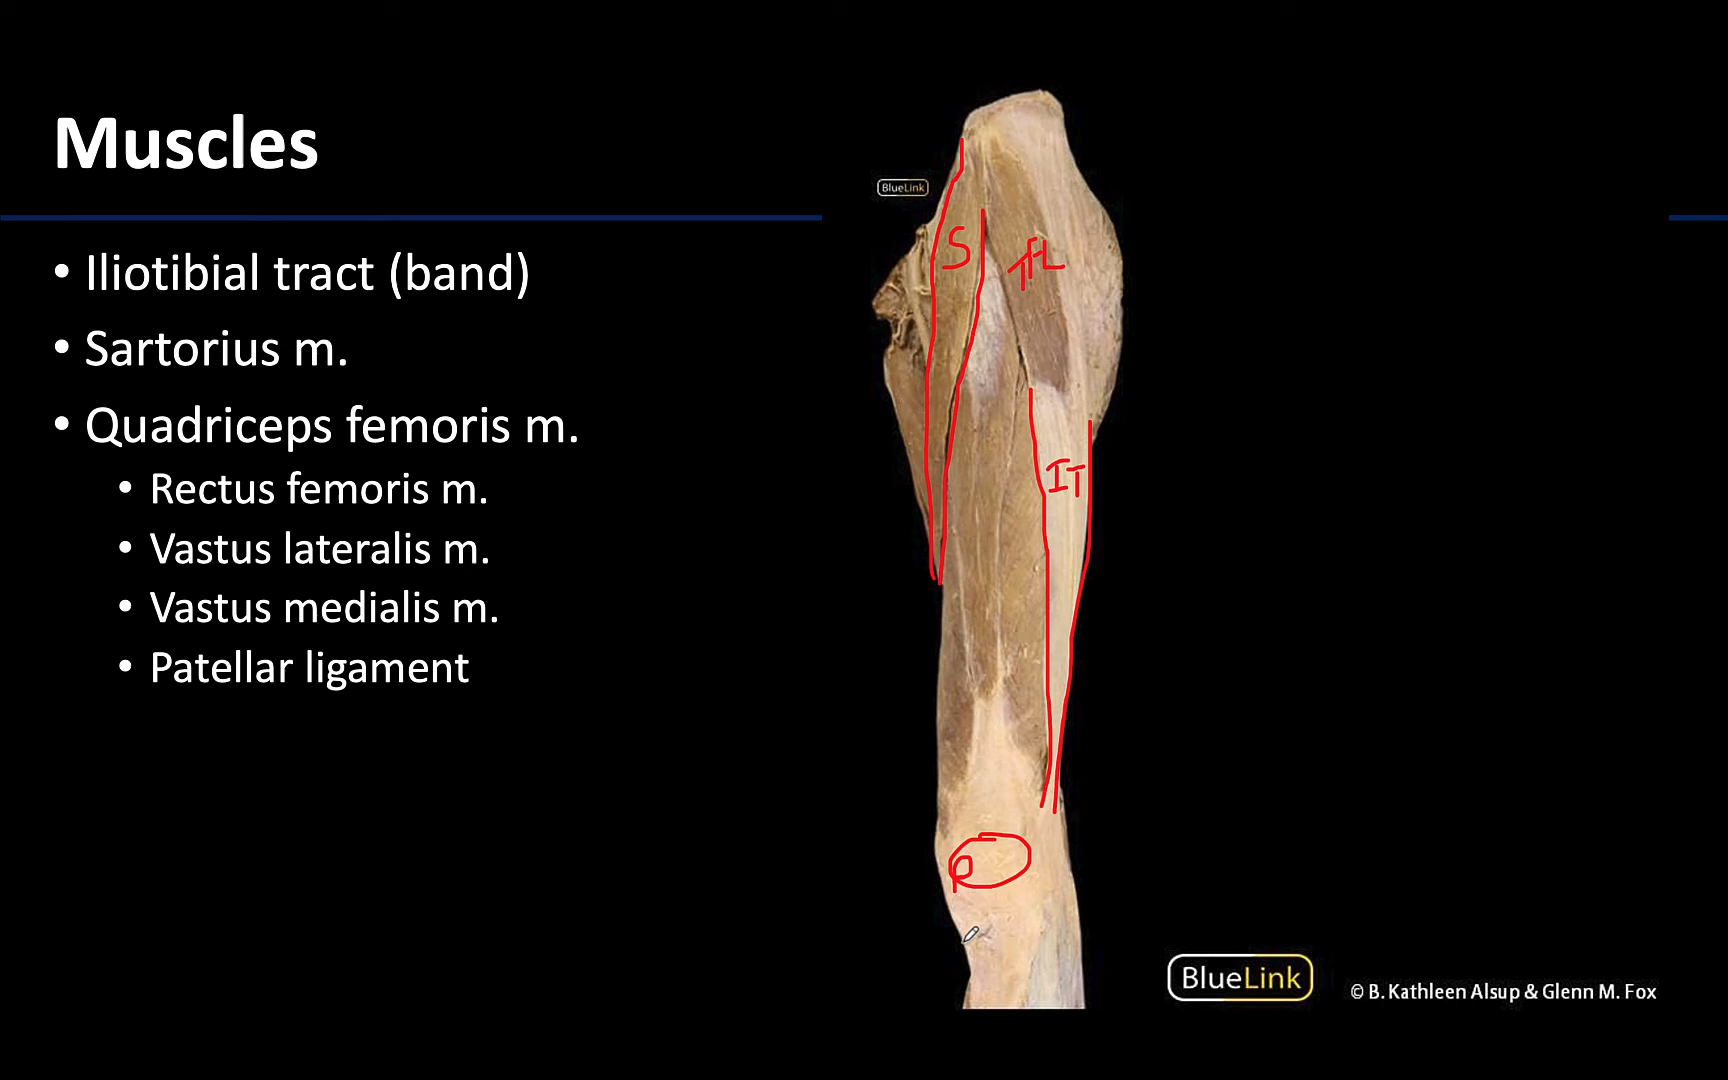 Muscles
• Iliotibial tract (band)
• Sartorius m.
• Quadriceps femoris m.
• Rectus femoris m.
• Vastus lateralis m.
• Vastus medialis m.
• Patellar ligament
BlueLink
S
TFL
IT
P
BlueLink
© B. Kathleen Alsup & Glenn M. Fox